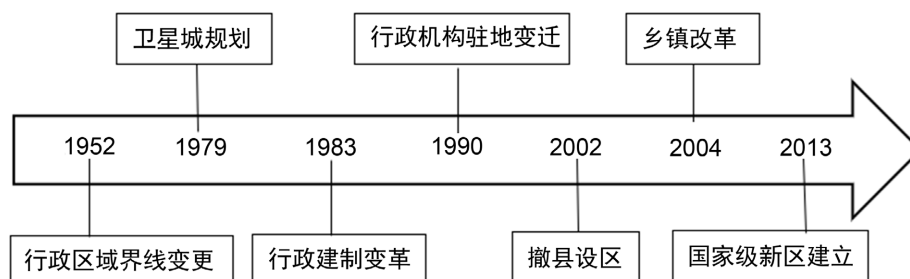 卫星城规划
行政机构驻地变迁
乡镇改革
1952
1979
1983
1990
2002
2004
2013
行政区域界线变更
行政建制变革
撤县设区
国家级新区建立